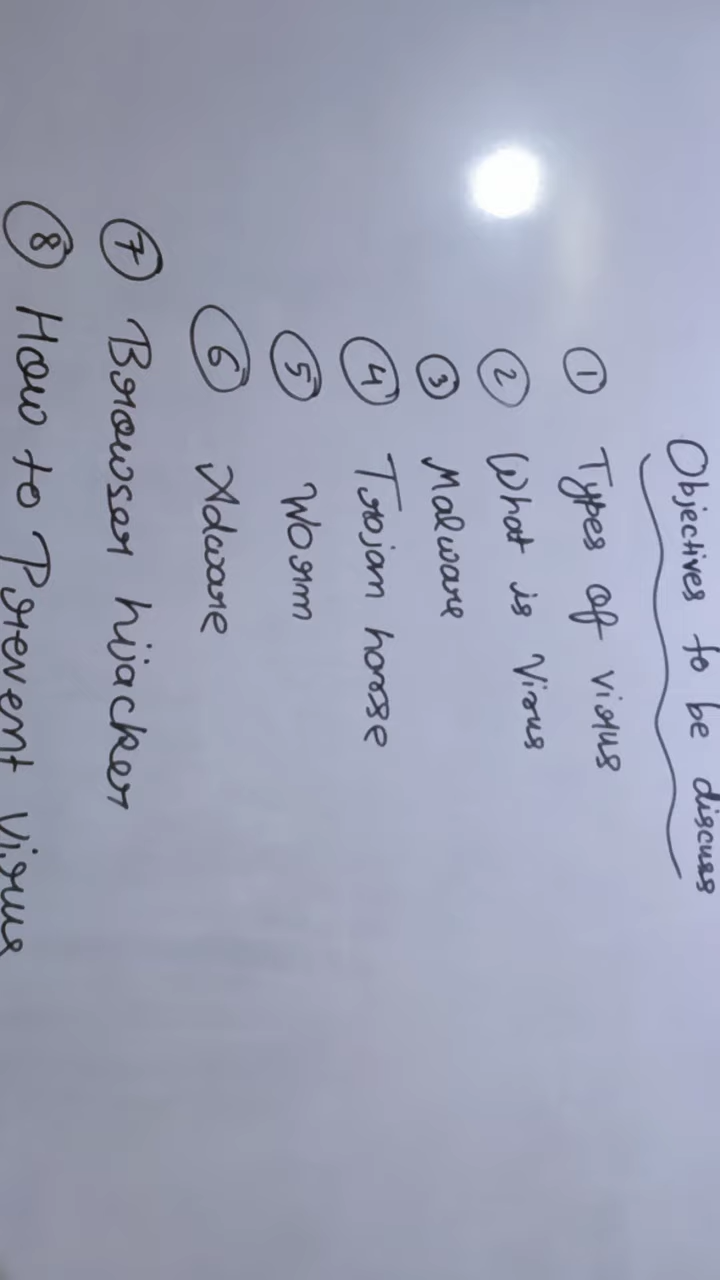 Objectives to be discuss
① Types of virus
② What is Virus
③ Malware
④ Trojan horse
⑤ Worm
⑥ Adware
⑦ Browser hijacker
⑧ How to Prevent Virus